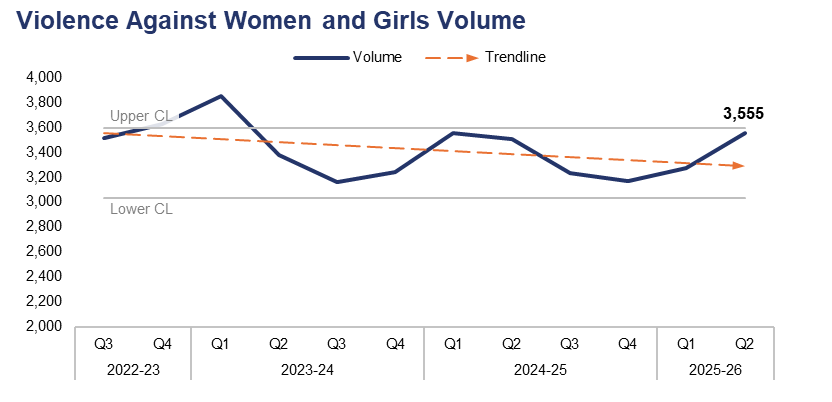 Violence Against Women and Girls Volume
Volume Trendline
4,000
3,800
3,600
3,400
3,200
3,000
2,800
2,600
2,400
2,200
2,000
Upper CL
3,555
Lower CL
Q3 Q4 Q1 Q2 Q3 Q4 Q1 Q2 Q3 Q4 Q1 Q2
2022-23 2023-24 2024-25 2025-26